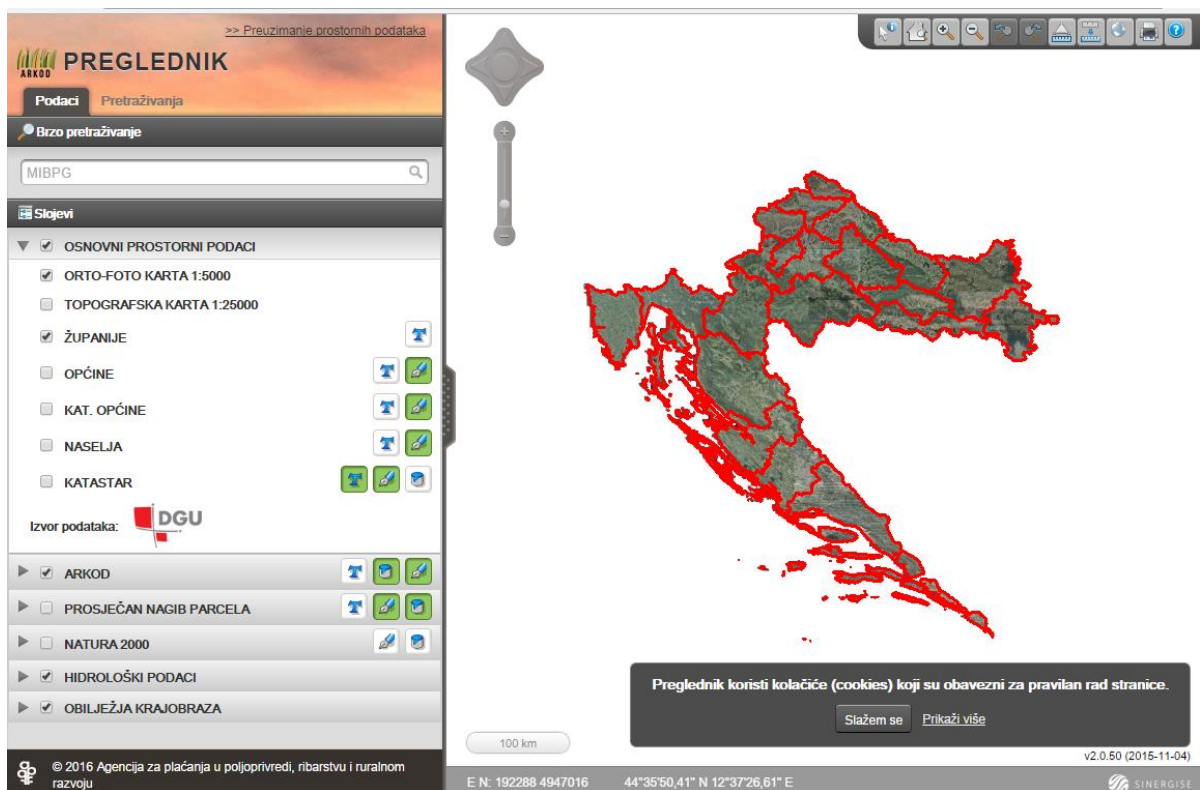 >> Preuzimanje prostornih podataka
ARKOD PREGLEDNIK
Podaci Pretraživanja
Brzo pretraživanje
MIBPG
Slojevi
OSNOVNI PROSTORNI PODACI
ORTO-FOTO KARTA 1:5000
TOPOGRAFSKA KARTA 1:25000
ŽUPANIJE
OPĆINE
KAT. OPĆINE
NASELJA
KATASTAR
Izvor podataka: DGU
ARKOD
PROSJEČAN NAGIB PARCELA
NATURA 2000
HIDROLOŠKI PODACI
OBILJEŽJA KRAJOBRAZA
© 2016 Agencija za plaćanja u poljoprivredi, ribarstvu i ruralnom
razvoju
Preglednik koristi kolačiće (cookies) koji su obavezni za pravilan rad stranice.
Slažem se Prikaži više
100 km
v2.0.50 (2015-11-04)
E N: 192288 4947016 44°35'50,41" N 12°37'26,61" E
SINERGISE